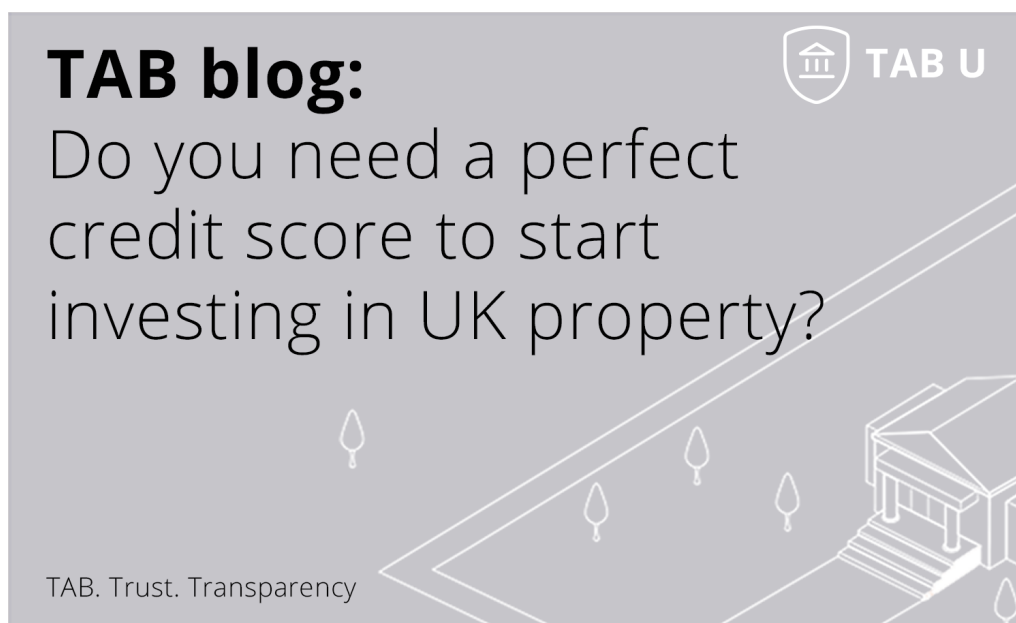 TAB blog:
TAB U
Do you need a perfect
credit score to start
investing in UK property?
TAB. Trust. Transparency